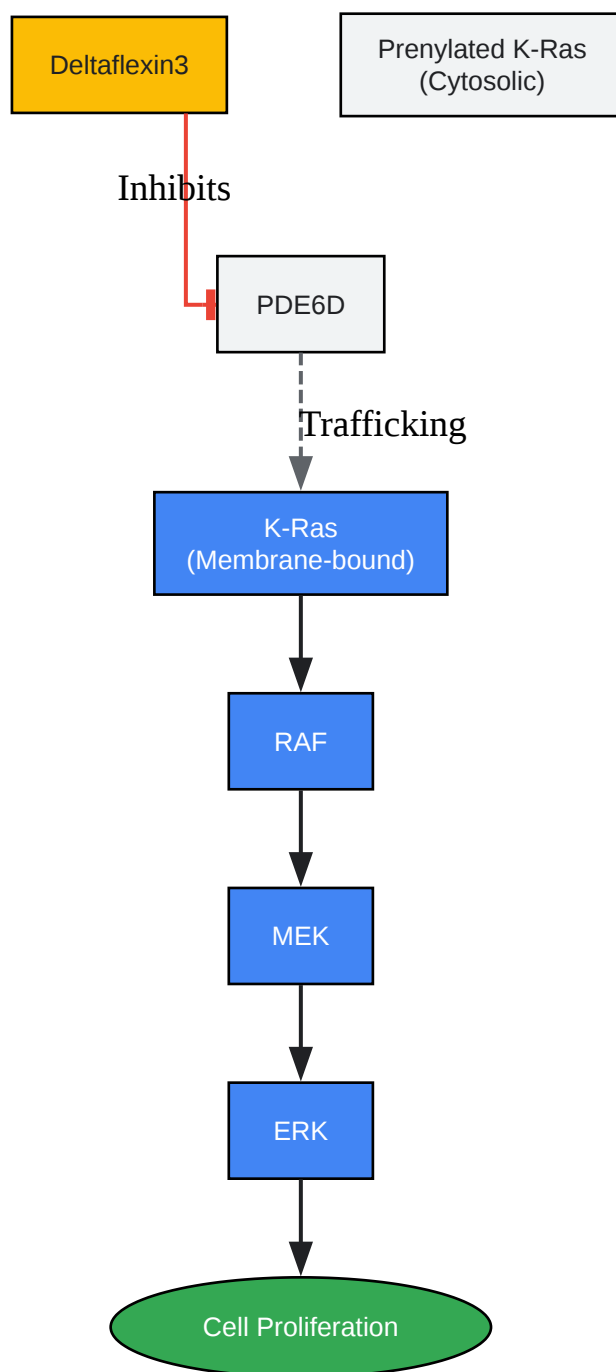 Deltaflexin3
Prenylated K-Ras
(Cytosolic)
Inhibits
PDE6D
Trafficking
K-Ras
(Membrane-bound)
RAF
MEK
ERK
Cell Proliferation